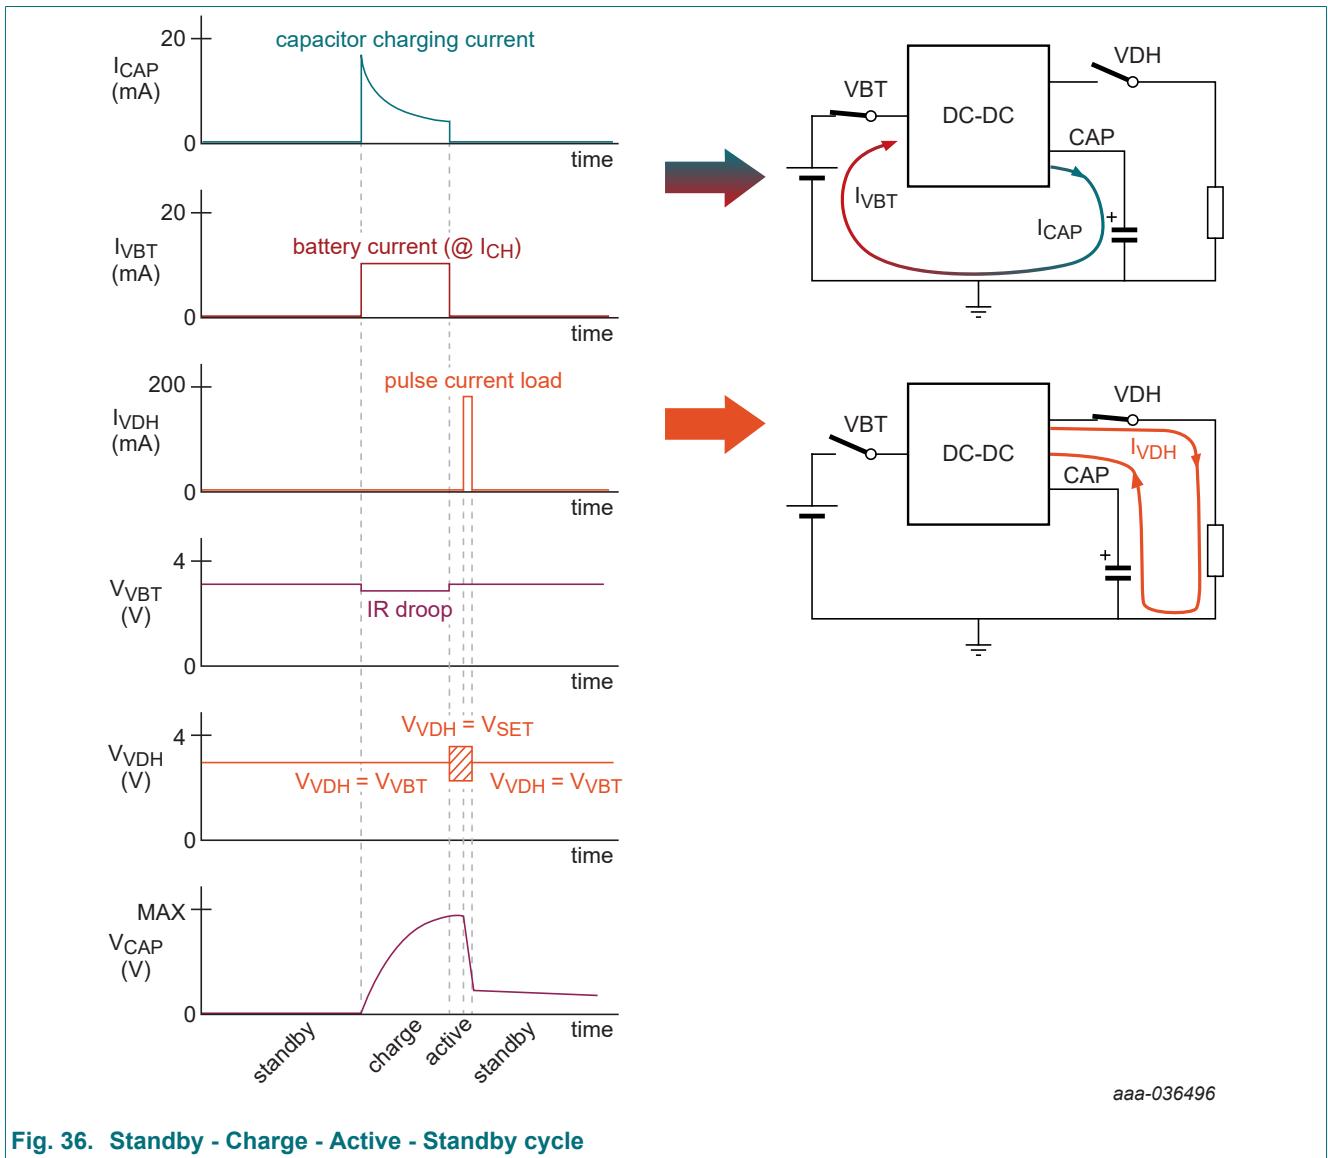 20
capacitor charging current
ICAP
(mA)
0
time
20
battery current (@ ICH)
IVBT
(mA)
0
time
200
pulse current load
IVDH
(mA)
0
time
4
VVBT
(V)
IR droop
0
time
VVDH = VSET
4
VVDH
(V)
VVDH = VVBT
VVDH = VVBT
0
time
MAX
VCAP
(V)
0
time
standby
charge
active
standby
VDH
VBT
DC-DC
CAP
IVBT
ICAP
+
VDH
VBT
DC-DC
IVDH
CAP
+
aaa-036496
Fig. 36. Standby - Charge - Active - Standby cycle